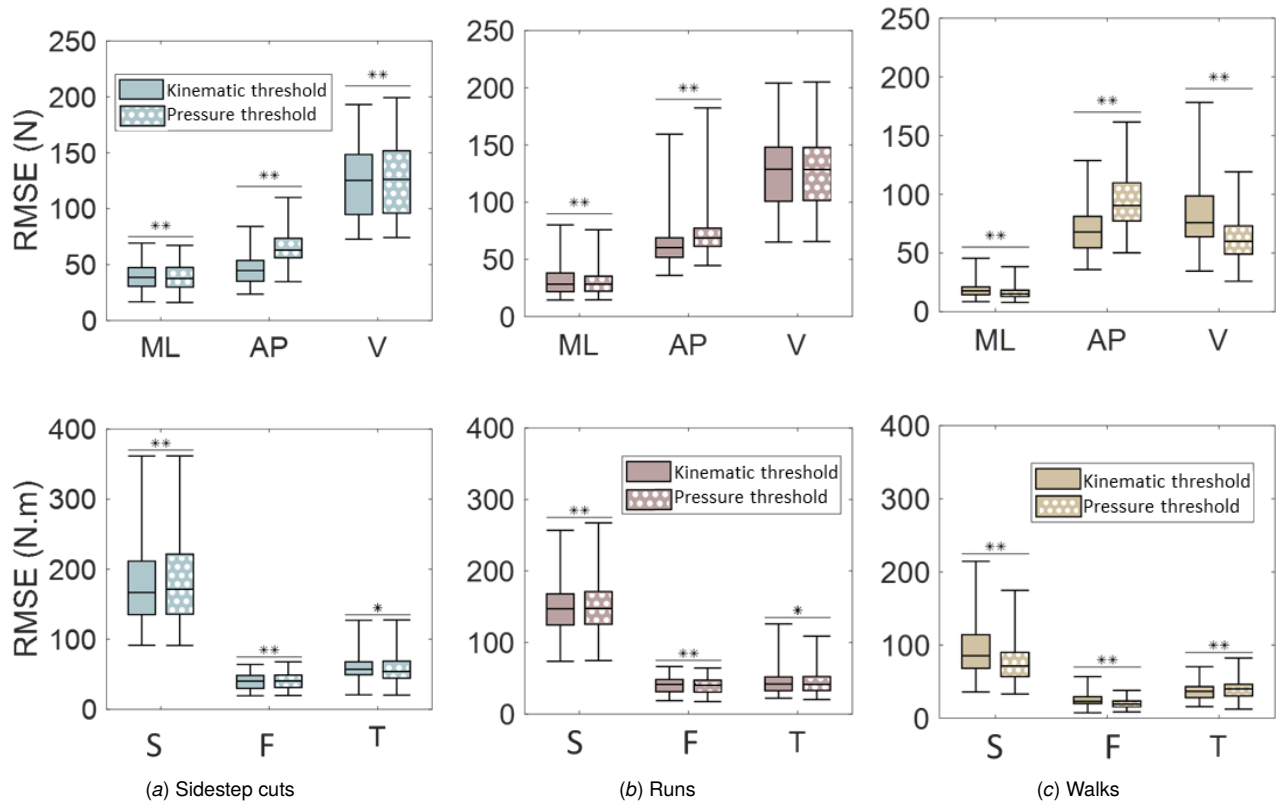 250
200
150
100
50
0
RMSE (N)
Kinematic threshold
Pressure threshold
**
**
**
ML AP V
250
200
150
100
50
0
**
**
ML AP V
250
200
150
100
50
0
**
**
**
ML AP V
400
300
200
100
0
RMSE (N.m)
**
**
*
S F T
400
300
200
100
0
Kinematic threshold
Pressure threshold
**
**
*
S F T
400
300
200
100
0
Kinematic threshold
Pressure threshold
**
**
**
S F T
(a) Sidestep cuts
(b) Runs
(c) Walks